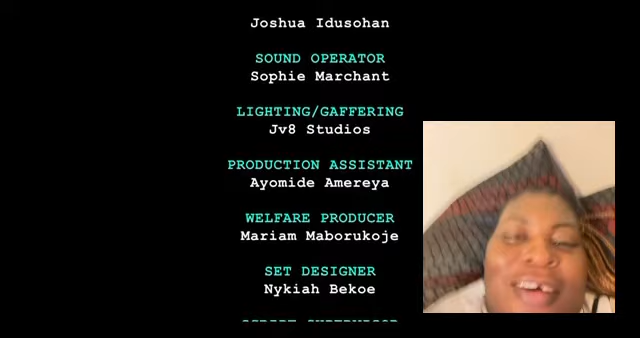 Joshua Idusohan
SOUND OPERATOR
Sophie Marchant
LIGHTING/GAFFERING
Jv8 Studios
PRODUCTION ASSISTANT
Ayomide Amereya
WELFARE PRODUCER
Mariam Maborukoje
SET DESIGNER
Nykiah Bekoe